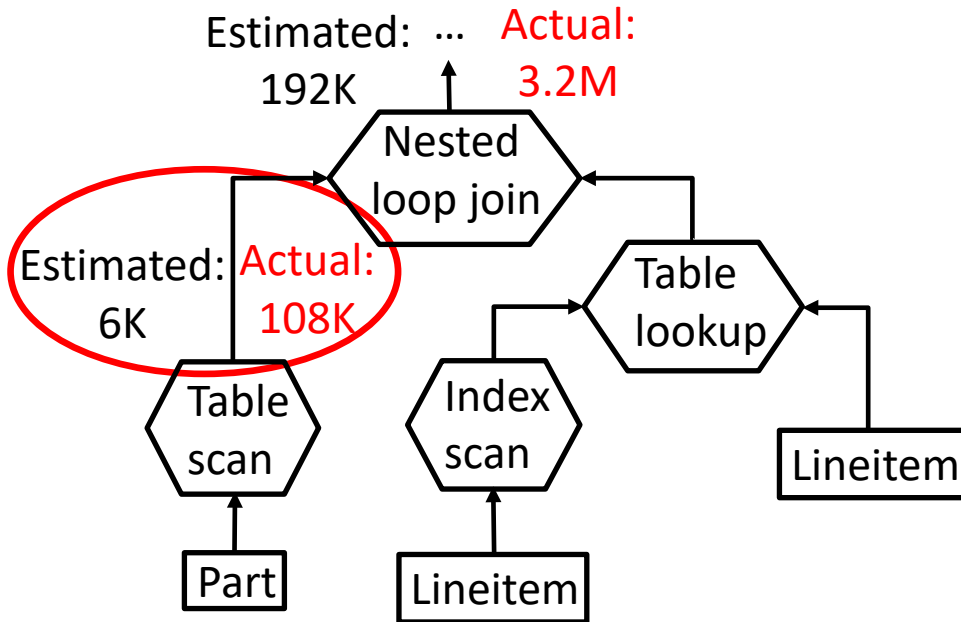 Estimated: ... Actual:
192K 3.2M
Nested
loop join
Estimated: Actual:
6K 108K
Table
lookup
Table
scan
Index
scan
Lineitem
Part
Lineitem